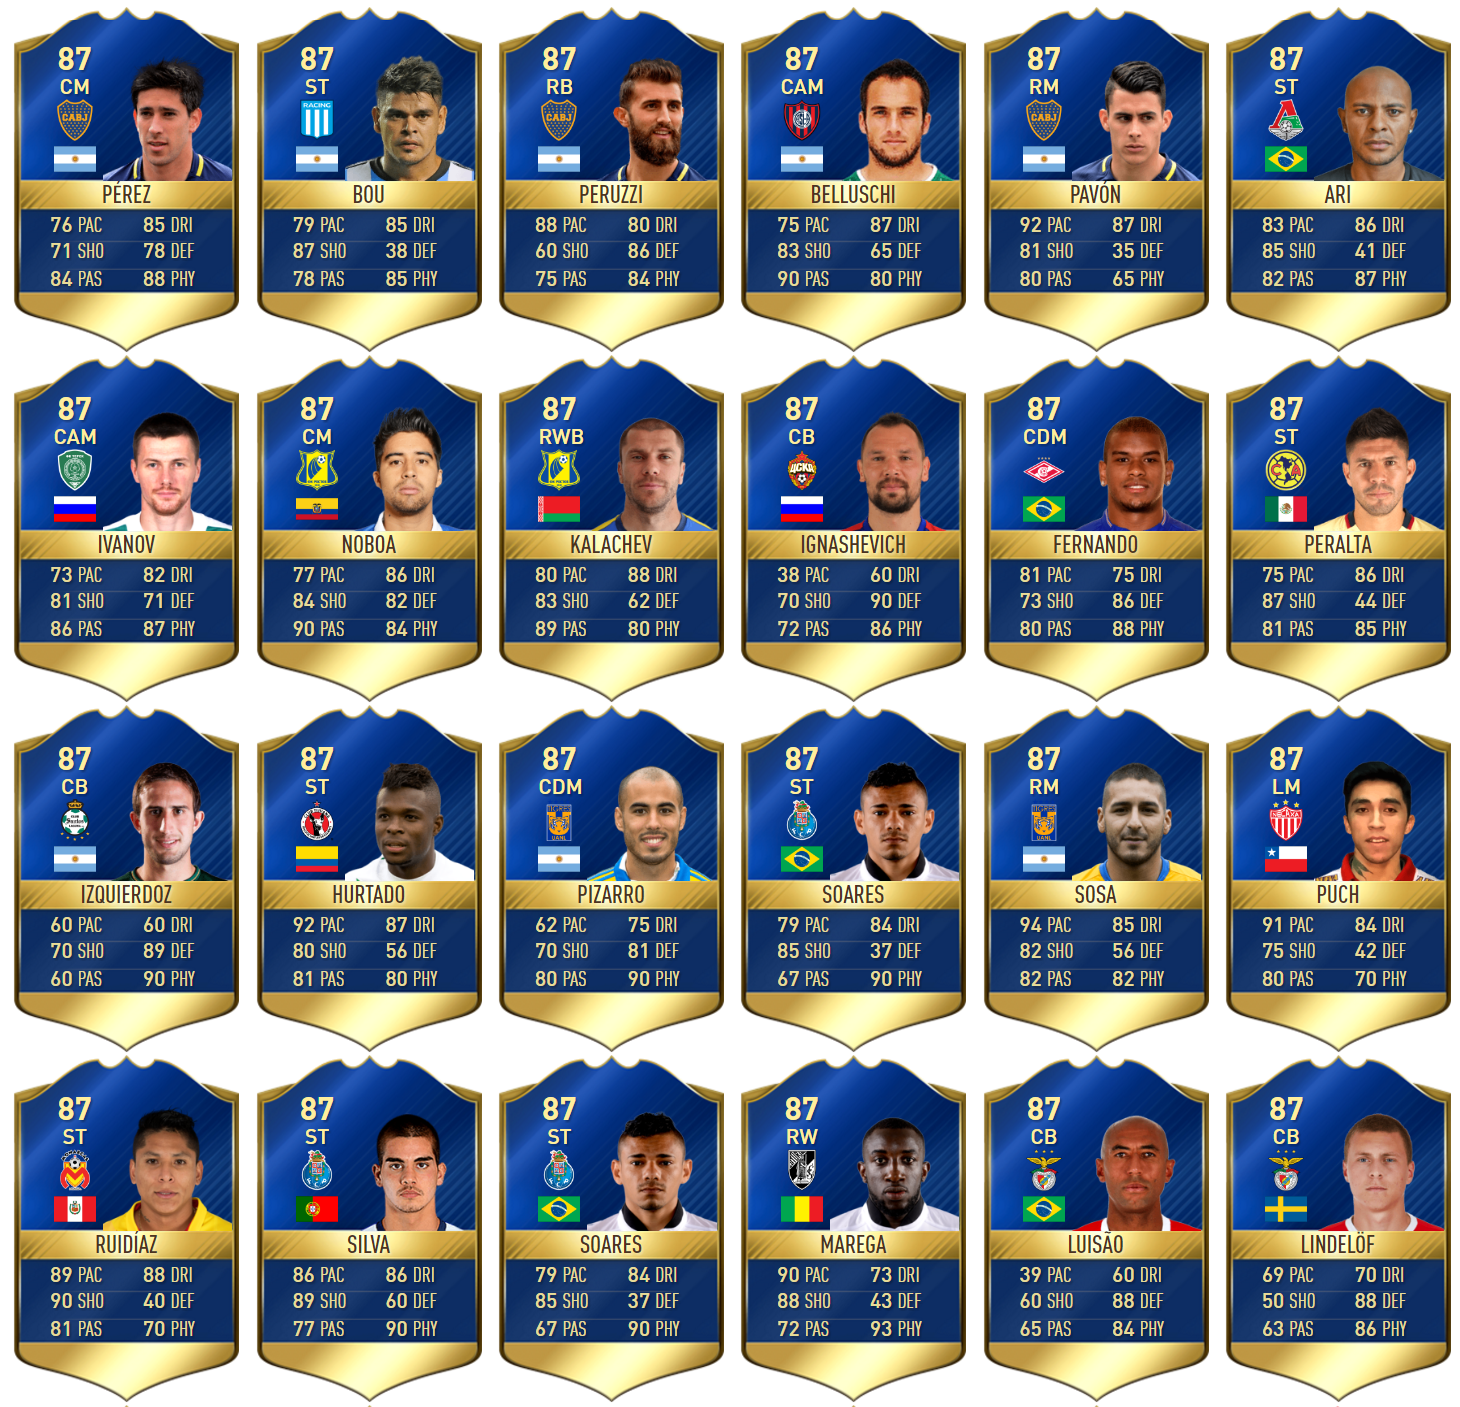 87
CM
CABJ
PÉREZ
76 PAC 85 DRI
71 SHO 78 DEF
84 PAS 88 PHY
87
ST
RACING
BOU
79 PAC 85 DRI
87 SHO 38 DEF
78 PAS 85 PHY
87
RB
CABJ
PERUZZI
88 PAC 80 DRI
60 SHO 86 DEF
75 PAS 84 PHY
87
CAM
BELLUSCHI
75 PAC 87 DRI
83 SHO 65 DEF
90 PAS 80 PHY
87
RM
CABJ
PAVÓN
92 PAC 87 DRI
81 SHO 35 DEF
80 PAS 65 PHY
87
ST
ARI
83 PAC 86 DRI
85 SHO 41 DEF
82 PAS 87 PHY
87
CAM
IVANOV
73 PAC 82 DRI
81 SHO 71 DEF
86 PAS 87 PHY
87
CM
NOBOA
77 PAC 86 DRI
84 SHO 82 DEF
90 PAS 84 PHY
87
RWB
KALACHEV
80 PAC 88 DRI
83 SHO 62 DEF
89 PAS 80 PHY
87
CB
ЦСКА
IGNASHEVICH
38 PAC 60 DRI
70 SHO 90 DEF
72 PAS 86 PHY
87
CDM
FERNANDO
81 PAC 75 DRI
73 SHO 86 DEF
80 PAS 88 PHY
87
ST
PERALTA
75 PAC 86 DRI
87 SHO 44 DEF
81 PAS 85 PHY
87
CB
IZQUIERDOZ
60 PAC 60 DRI
70 SHO 89 DEF
60 PAS 90 PHY
87
ST
HURTADO
92 PAC 87 DRI
80 SHO 56 DEF
81 PAS 80 PHY
87
CDM
TIGRES
UANL
PIZARRO
62 PAC 75 DRI
70 SHO 81 DEF
80 PAS 90 PHY
87
ST
SOARES
79 PAC 84 DRI
85 SHO 37 DEF
67 PAS 90 PHY
87
RM
TIGRES
UANL
SOSA
94 PAC 85 DRI
82 SHO 56 DEF
82 PAS 82 PHY
87
LM
NECAXA
PUCH
91 PAC 84 DRI
75 SHO 42 DEF
80 PAS 70 PHY
87
ST
RUIDÍAZ
89 PAC 88 DRI
90 SHO 40 DEF
81 PAS 70 PHY
87
ST
SILVA
86 PAC 86 DRI
89 SHO 60 DEF
77 PAS 90 PHY
87
ST
SOARES
79 PAC 84 DRI
85 SHO 37 DEF
67 PAS 90 PHY
87
RW
MAREGA
90 PAC 73 DRI
88 SHO 43 DEF
72 PAS 93 PHY
87
CB
LUISÃO
39 PAC 60 DRI
60 SHO 88 DEF
65 PAS 84 PHY
87
CB
LINDELÖF
69 PAC 70 DRI
50 SHO 88 DEF
63 PAS 86 PHY